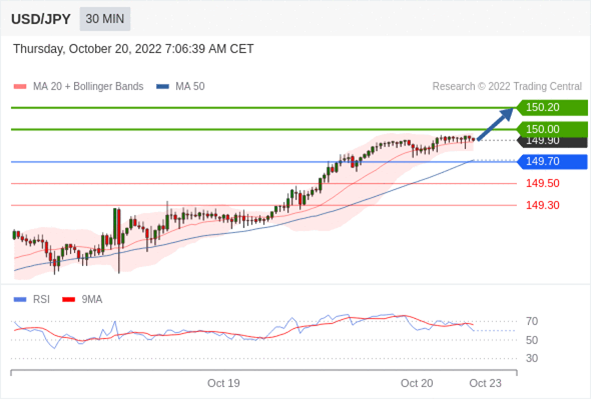 USD/JPY 30 MIN
Thursday, October 20, 2022 7:06:39 AM CET
MA 20 + Bollinger Bands MA 50 Research © 2022 Trading Central
150.20
150.00
149.90
149.70
149.50
149.30
RSI 9MA
70
50
30
Oct 19 Oct 20 Oct 23